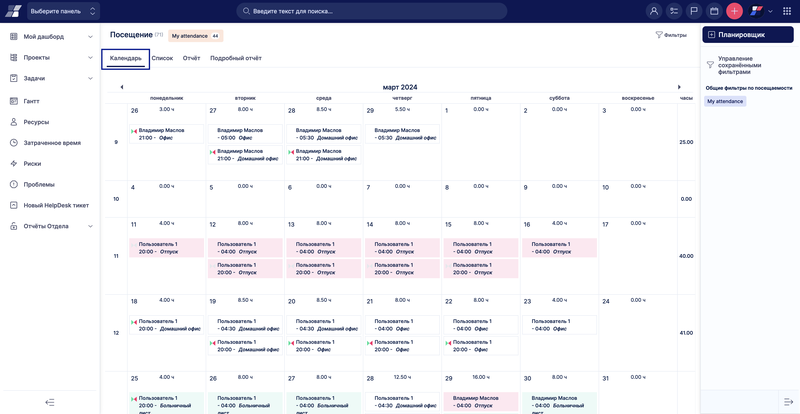 Выберите панель
Введите текст для поиска...
Мой дашборд
Проекты
Задачи
Гантт
Ресурсы
Затраченное время
Риски
Проблемы
Новый HelpDesk тикет
Отчёты Отдела
Посещение (71) My attendance 44
Фильтры
Календарь Список Отчёт Подробный отчёт
март 2024
понедельник вторник среда четверг пятница суббота воскресенье часы
26 3.00 ч 27 8.00 ч 28 8.50 ч 29 5.50 ч 1 0.00 ч 2 0.00 ч 3 0.00 ч
Владимир Маслов Владимир Маслов Владимир Маслов Владимир Маслов
21:00 - Офис - 05:00 Офис - 05:30 Домашний офис - 05:30 Домашний офис
9 25.00
Владимир Маслов Владимир Маслов
21:00 - Домашний офис 21:00 - Домашний офис
4 0.00 ч 5 0.00 ч 6 0.00 ч 7 0.00 ч 8 0.00 ч 9 0.00 ч 10 0.00 ч
10 0.00
11 4.00 ч 12 8.00 ч 13 8.00 ч 14 8.00 ч 15 8.00 ч 16 4.00 ч 17 0.00 ч
Пользователь 1 Пользователь 1 Пользователь 1 Пользователь 1 Пользователь 1 Пользователь 1
20:00 - Отпуск - 04:00 Отпуск - 04:00 Отпуск - 04:00 Отпуск - 04:00 Отпуск - 04:00 Отпуск
11 40.00
Пользователь 1 Пользователь 1 Пользователь 1 Пользователь 1
20:00 - Отпуск 20:00 - Отпуск 20:00 - Отпуск 20:00 - Отпуск
18 4.00 ч 19 8.50 ч 20 8.50 ч 21 8.00 ч 22 8.00 ч 23 4.00 ч 24 0.00 ч
Пользователь 1 Пользователь 1 Пользователь 1 Пользователь 1 Пользователь 1 Пользователь 1
20:00 - Домашний офис - 04:30 Офис - 04:30 Домашний офис - 04:00 Офис - 04:00 Офис - 04:00 Офис
12 41.00
Пользователь 1 Пользователь 1 Пользователь 1 Пользователь 1
20:00 - Домашний офис 20:00 - Офис 20:00 - Офис 20:00 - Офис
25 4.00 ч 26 8.00 ч 27 8.00 ч 28 12.50 ч 29 16.00 ч 30 8.00 ч 31 0.00 ч
Пользователь 1 Пользователь 1 Пользователь 1 Пользователь 1 Владимир Маслов Владимир Маслов
20:00 - Больничный - 04:00 Больничный - 04:00 Больничный - 04:30 Офис - 04:00 Отпуск - 04:00 Больничный
Планировщик
Управление
сохранёнными
фильтрами
Общие фильтры по посещаемости
My attendance